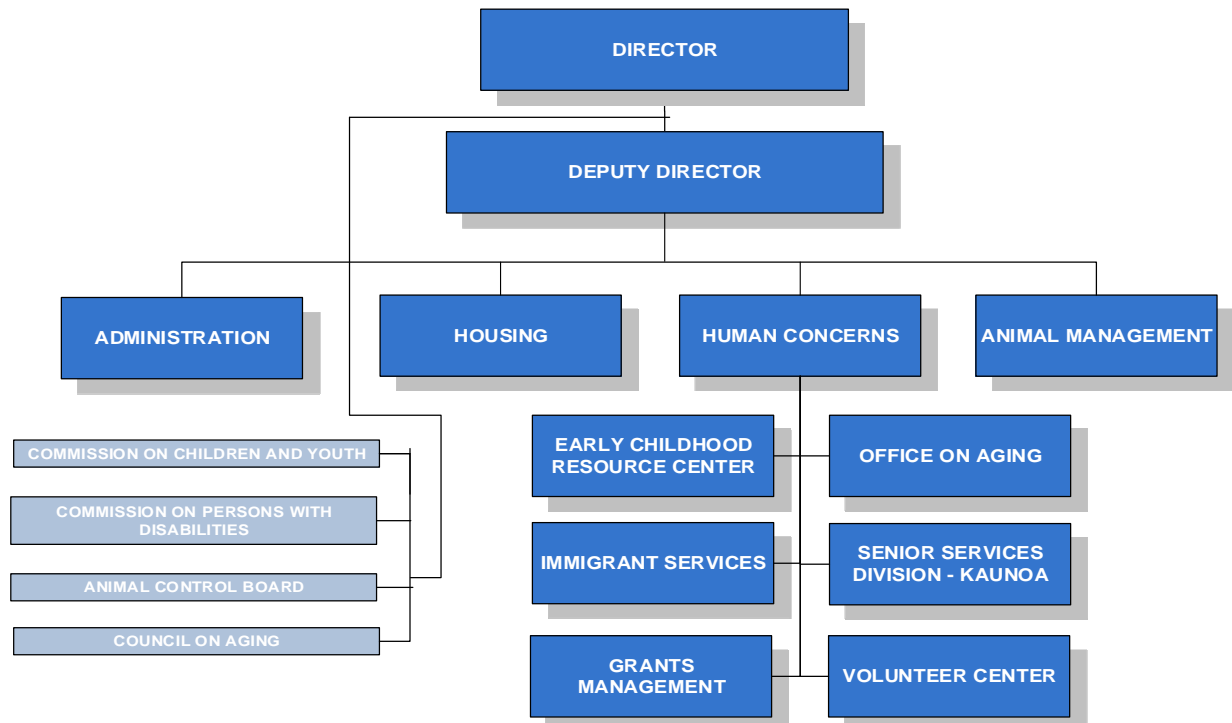 DIRECTOR
DEPUTY DIRECTOR
ADMINISTRATION
HOUSING
HUMAN CONCERNS
ANIMAL MANAGEMENT
COMMISSION ON CHILDREN AND YOUTH
COMMISSION ON PERSONS WITH
DISABILITIES
ANIMAL CONTROL BOARD
COUNCIL ON AGING
EARLY CHILDHOOD
RESOURCE CENTER
OFFICE ON AGING
IMMIGRANT SERVICES
SENIOR SERVICES
DIVISION - KAUNOA
GRANTS
MANAGEMENT
VOLUNTEER CENTER